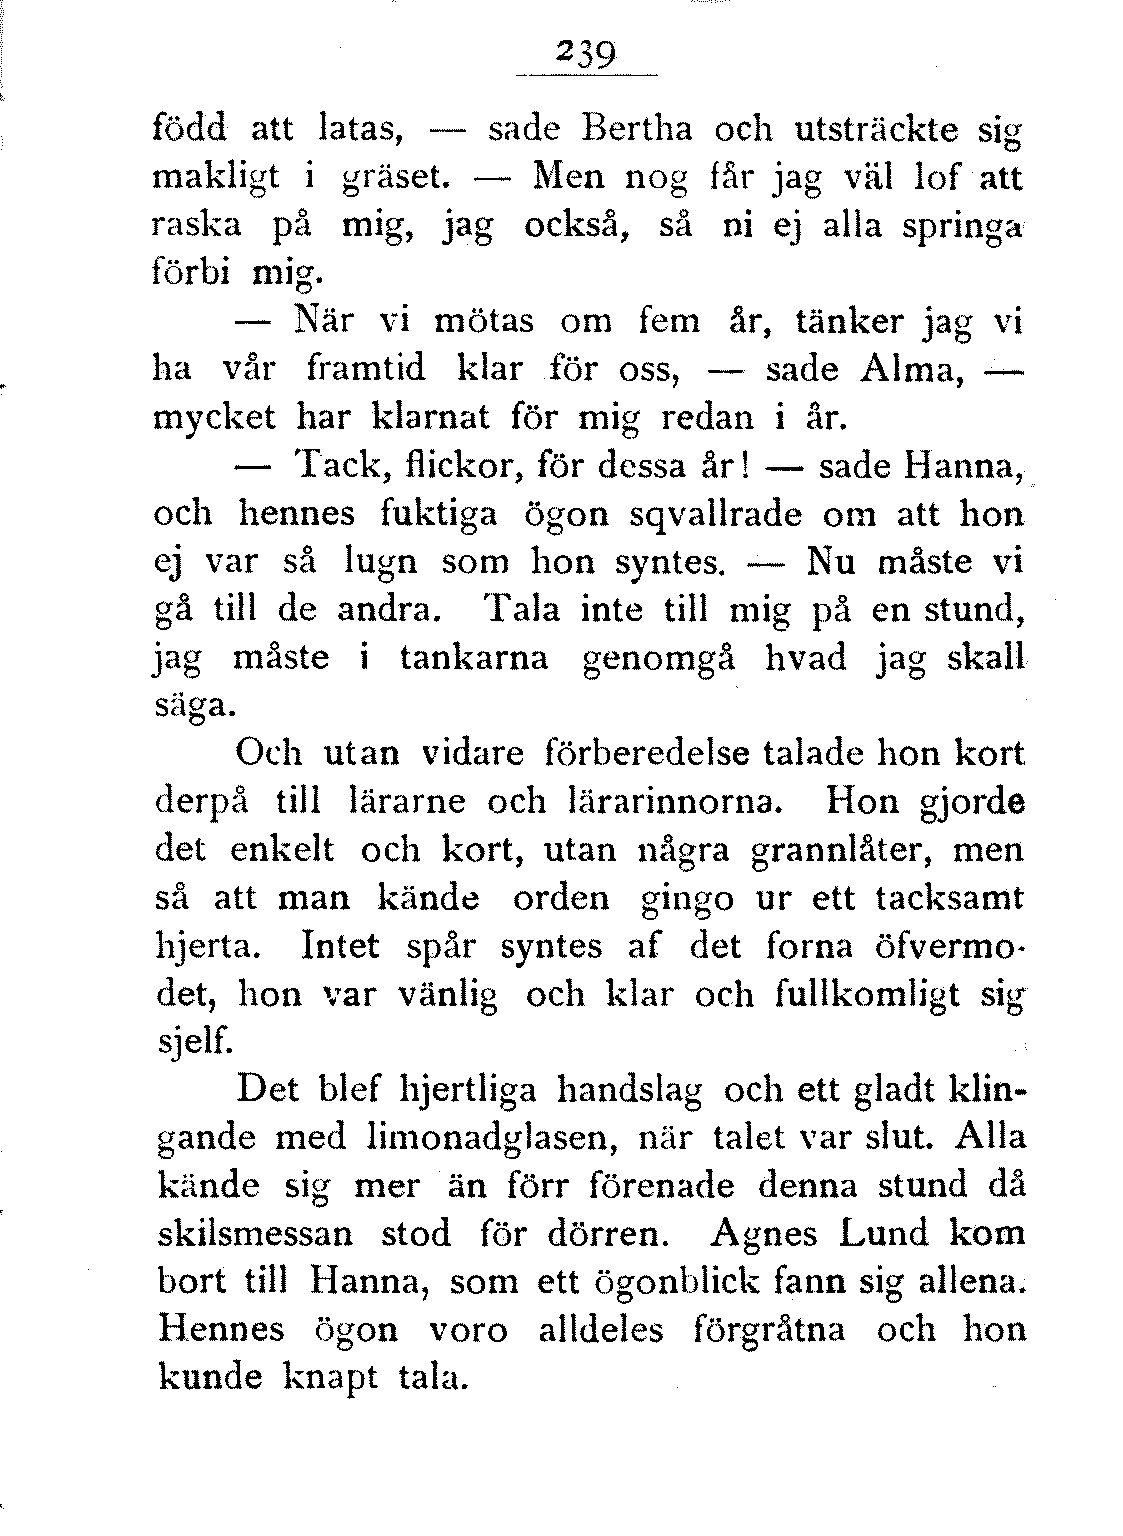 239
född att latas, — sade Bertha och utsträckte sig
makligt i gräset. — Men nog får jag väl lof att
raska på mig, jag också, så ni ej alla springa
förbi mig.
— När vi mötas om fem år, tänker jag vi
ha vår framtid klar för oss, — sade Alma, —
mycket har klarnat för mig redan i år.
— Tack, flickor, för dessa år! — sade Hanna,
och hennes fuktiga ögon sqvallrade om att hon
ej var så lugn som hon syntes. — Nu måste vi
gå till de andra. Tala inte till mig på en stund,
jag måste i tankarna genomgå hvad jag skall
säga.
Och utan vidare förberedelse talade hon kort
derpå till lärarne och lärarinnorna. Hon gjorde
det enkelt och kort, utan några grannlåter, men
så att man kände orden gingo ur ett tacksamt
hjerta. Intet spår syntes af det forna öfvermo-
det, hon var vänlig och klar och fullkomligt sig
sjelf.
Det blef hjertliga handslag och ett gladt klin-
gande med limonadglasen, när talet var slut. Alla
kände sig mer än förr förenade denna stund då
skilsmessan stod för dörren. Agnes Lund kom
bort till Hanna, som ett ögonblick fann sig allena.
Hennes ögon voro alldeles förgråtna och hon
kunde knapt tala.